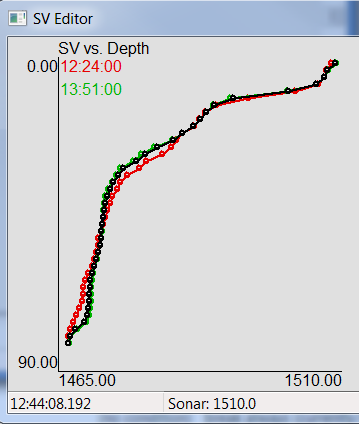 SV Editor
SV vs. Depth
0.00 12:24:00
13:51:00
90.00
1465.00 1510.00
12:44:08.192 Sonar: 1510.0